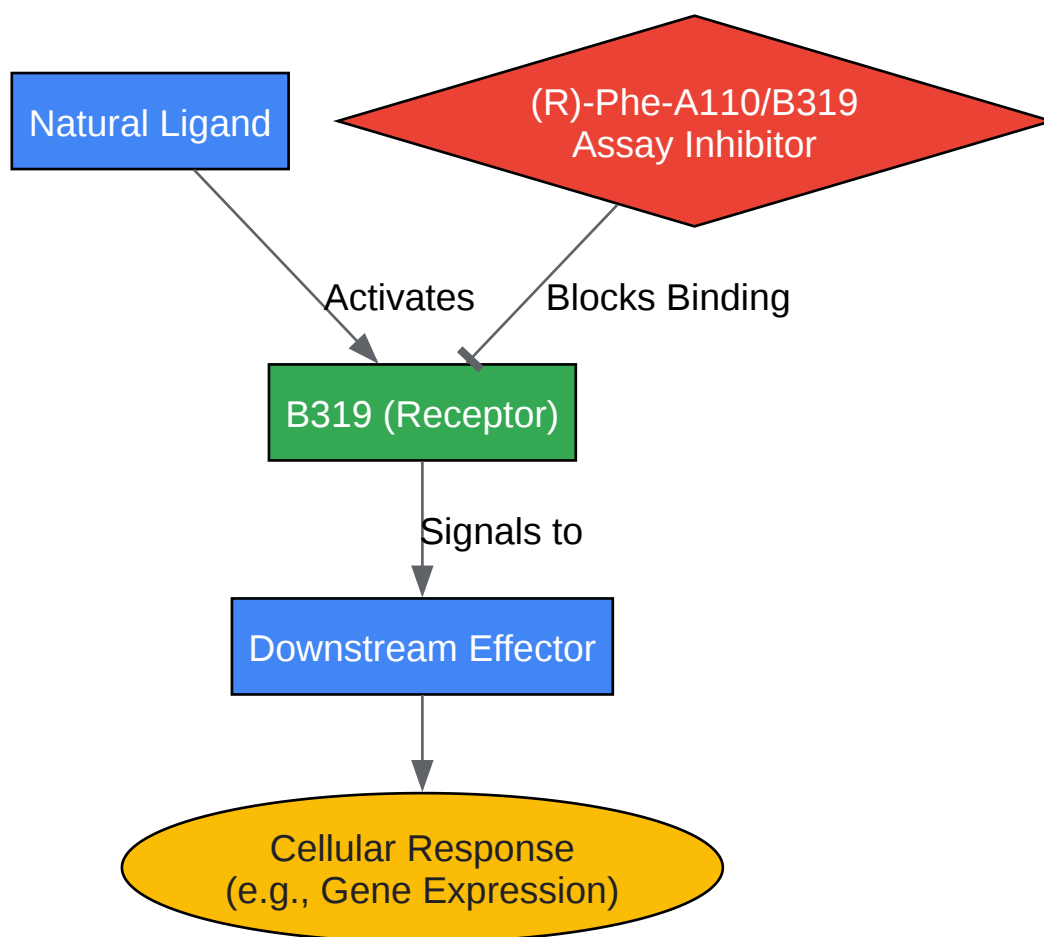 Natural Ligand
(R)-Phe-A110/B319
Assay Inhibitor
Activates
Blocks Binding
B319 (Receptor)
Signals to
Downstream Effector
Cellular Response
(e.g., Gene Expression)